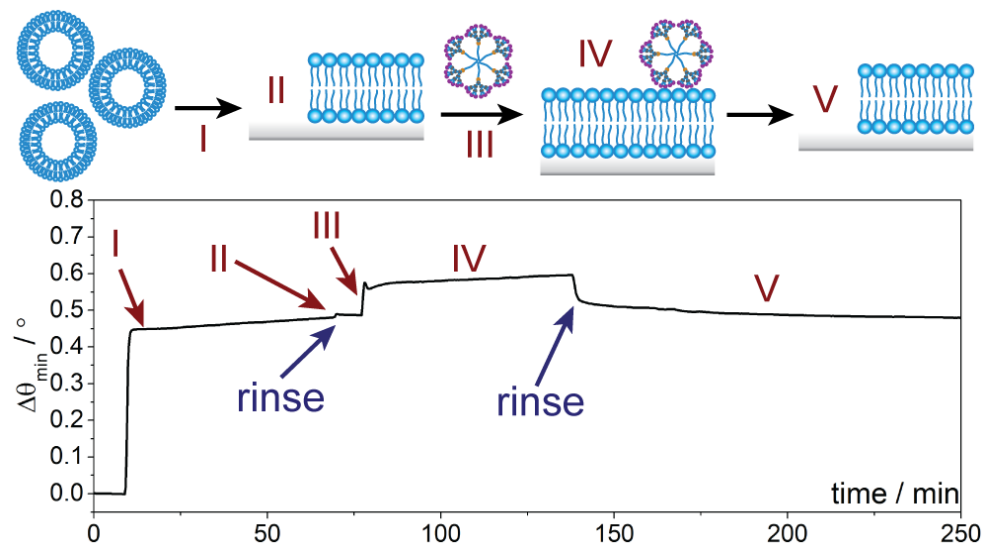 I
II
III
IV
V
0.8
0.7
0.6
0.5
0.4
0.3
0.2
0.1
0.0
Δθmin / °
I
II
III
IV
V
rinse
rinse
time / min
0
50
100
150
200
250